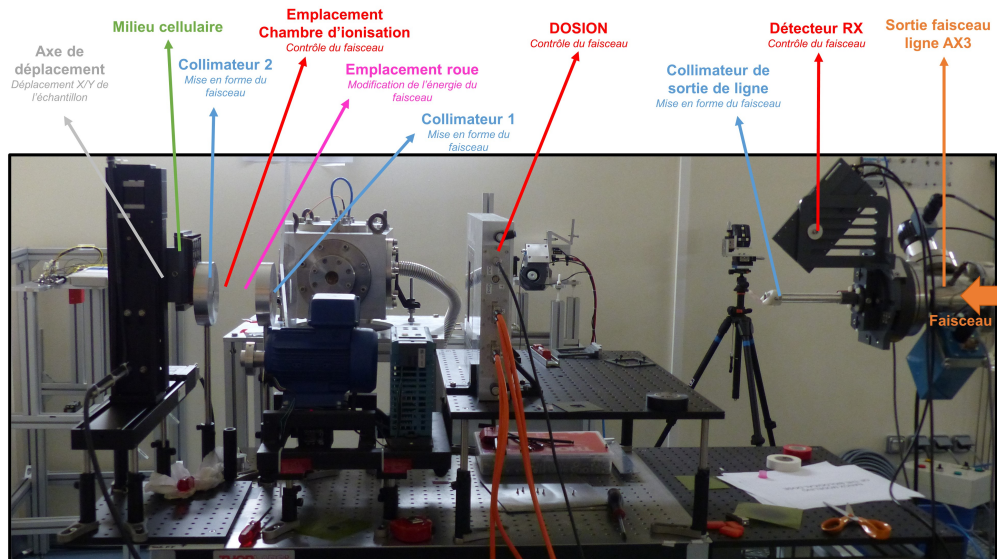 Axe de
déplacement
Déplacement X/Y de
l'échantillon
Milieu cellulaire
Collimateur 2
Mise en forme du
faisceau
Emplacement
Chambre d'ionisation
Contrôle du faisceau
Emplacement roue
Modification de l'énergie du
faisceau
Collimateur 1
Mise en forme du
faisceau
DOSION
Contrôle du faisceau
Collimateur de
sortie de ligne
Mise en forme du faisceau
Détecteur RX
Contrôle du faisceau
Sortie faisceau
ligne AX3
Faisceau